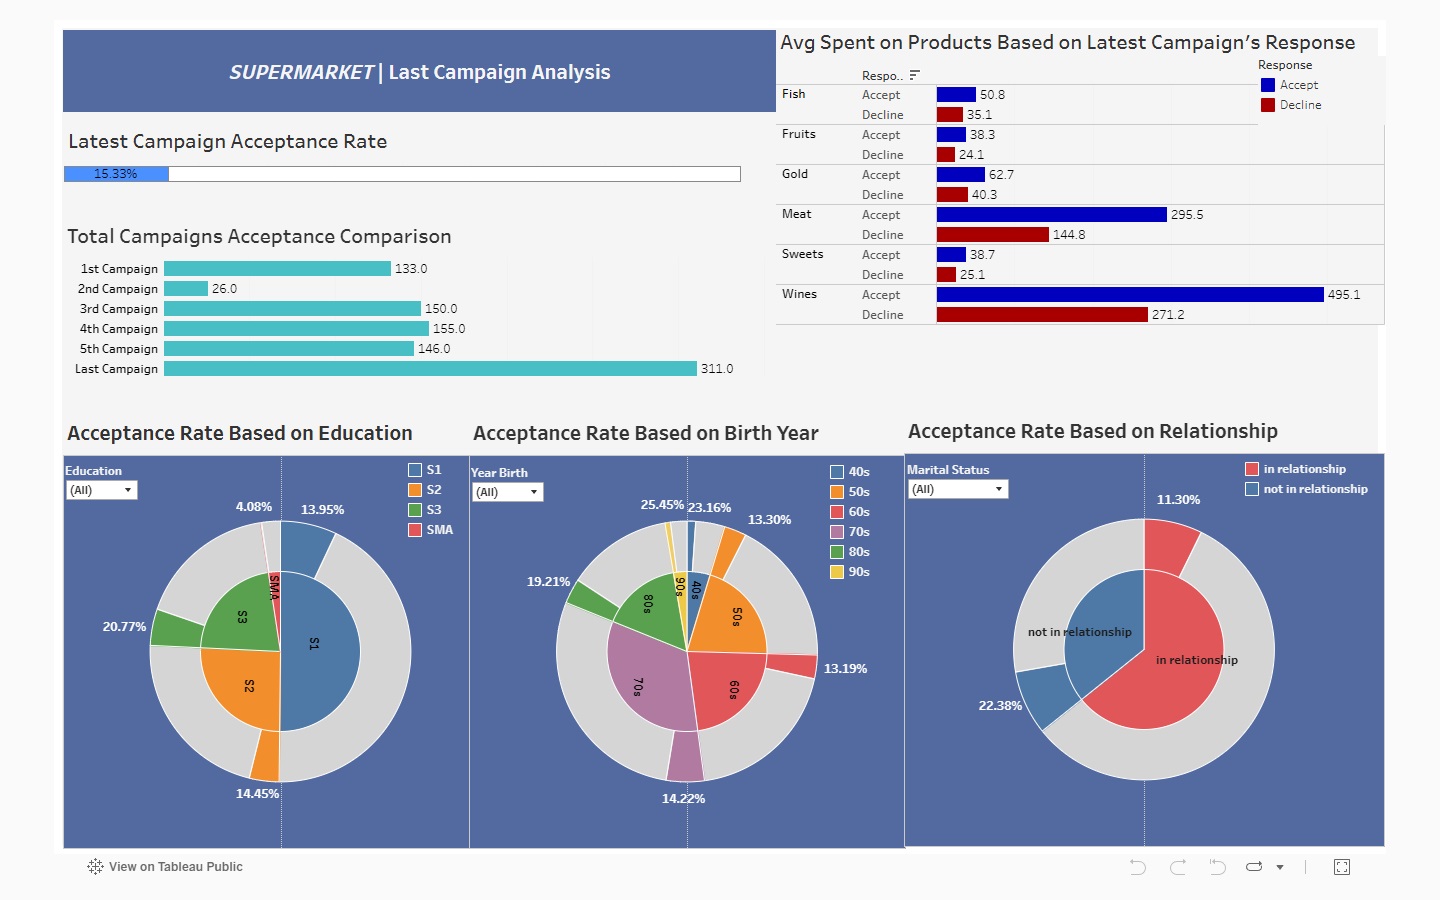 SUPERMARKET | Last Campaign Analysis
Latest Campaign Acceptance Rate
15.33%
Total Campaigns Acceptance Comparison
1st Campaign 133.0
2nd Campaign 26.0
3rd Campaign 150.0
4th Campaign 155.0
5th Campaign 146.0
Last Campaign 311.0
Avg Spent on Products Based on Latest Campaign's Response
Respo..
Response
Accept
Decline
Fish Accept 50.8
Decline 35.1
Fruits Accept 38.3
Decline 24.1
Gold Accept 62.7
Decline 40.3
Meat Accept 295.5
Decline 144.8
Sweets Accept 38.7
Decline 25.1
Wines Accept 495.1
Decline 271.2
Acceptance Rate Based on Education
Education
(All)
S1
S2
S3
SMA
4.08% 13.95%
20.77%
14.45%
SMA
S3
S1
S2
Acceptance Rate Based on Birth Year
Year Birth
(All)
40s
50s
60s
70s
80s
90s
25.45% 23.16%
13.30%
19.21%
13.19%
14.22%
90s
40s
80s
50s
70s
60s
Acceptance Rate Based on Relationship
Marital Status
(All)
in relationship
not in relationship
11.30%
not in relationship
in relationship
22.38%
View on Tableau Public